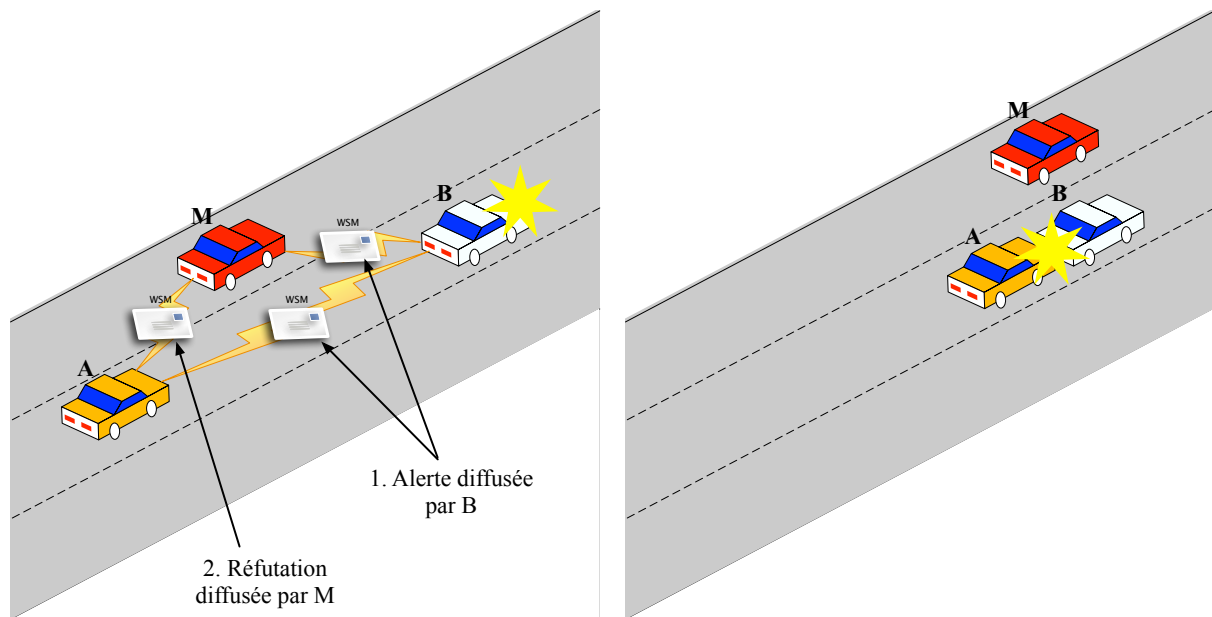 M
B
WSM
WSM
WSM
A
1. Alerte diffusée
par B
2. Réfutation
diffusée par M
M
B
A